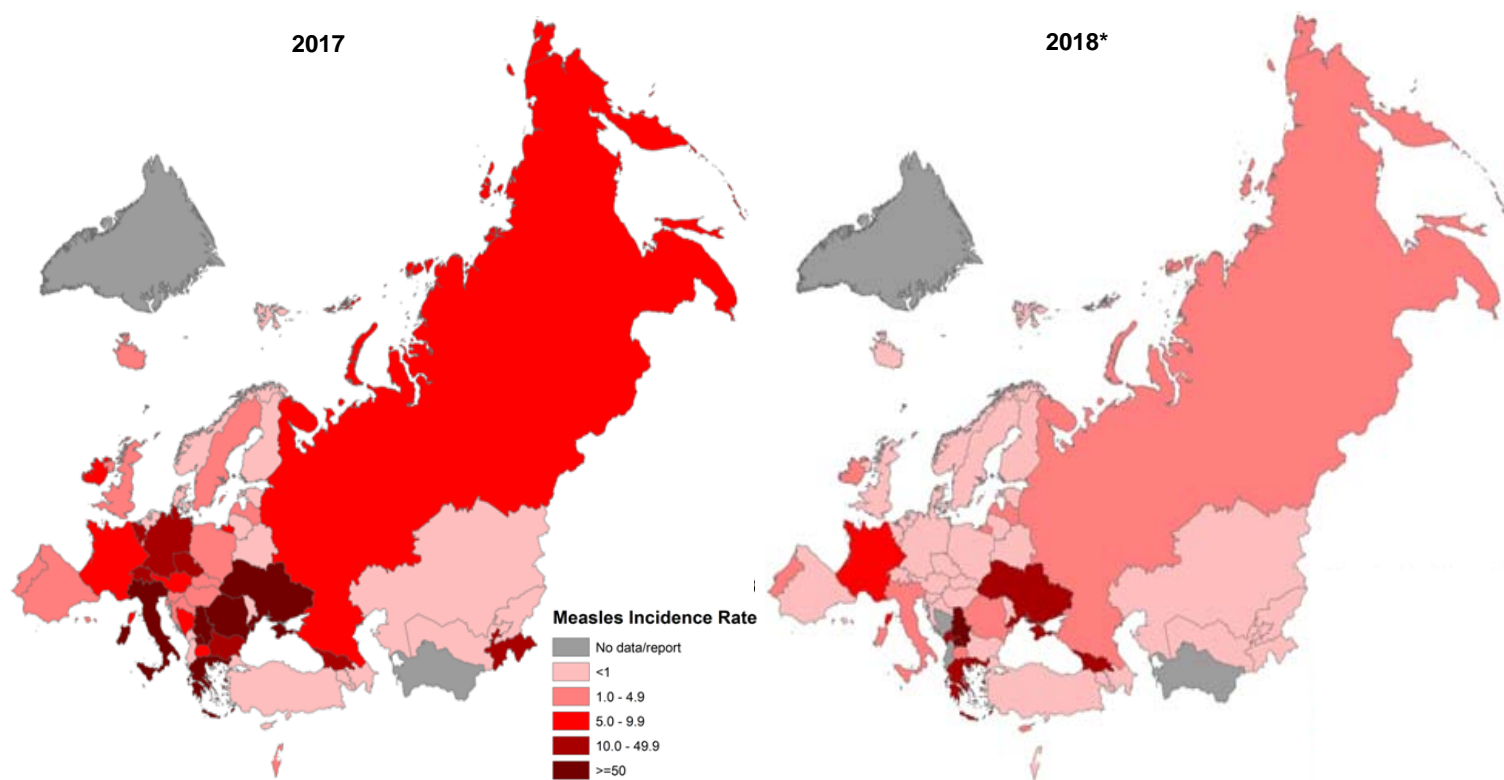 2017
2018*
Measles Incidence Rate
No data/report
<1
1.0 - 4.9
5.0 - 9.9
10.0 - 49.9
>=50